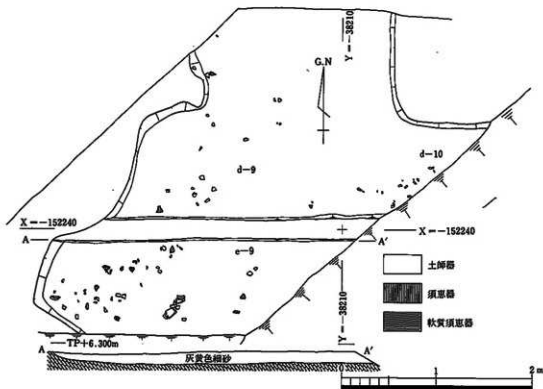 Y=-38210
G.N
d-9
d-10
X=-152240
A
A′
X=-152240
e-9
土師器
須恵器
軟質須恵器
Y=-38210
TP+6.300m
A
A′
灰黄色細砂
0
1
2m